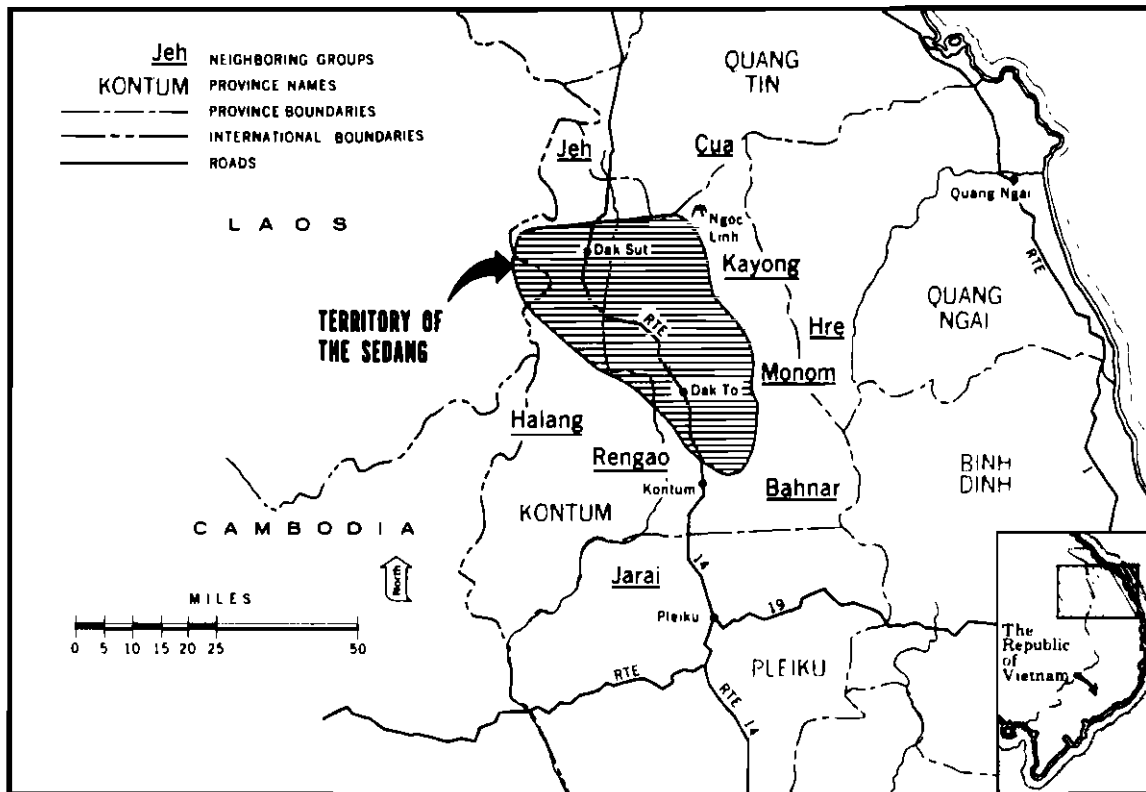 Jeh NEIGHBORING GROUPS
KONTUM PROVINCE NAMES
PROVINCE BOUNDARIES
INTERNATIONAL BOUNDARIES
ROADS
QUANG
TIN
Jeh
Cua
Quang Ngai
LAOS
Ngoc
Linh
Dak Sut
Kayong
RTE
QUANG
NGAI
TERRITORY OF
THE SEDANG
RTE
Hre
Monom
Dak To
Halang
Rengao
BINH
DINH
Kontum
Bahnar
KONTUM
CAMBODIA
North
14
Jarai
MILES
0 5 10 15 20 25 50
Pleiku
19
The
Republic
of
Vietnam
PLEIKU
RTE
RTE 14